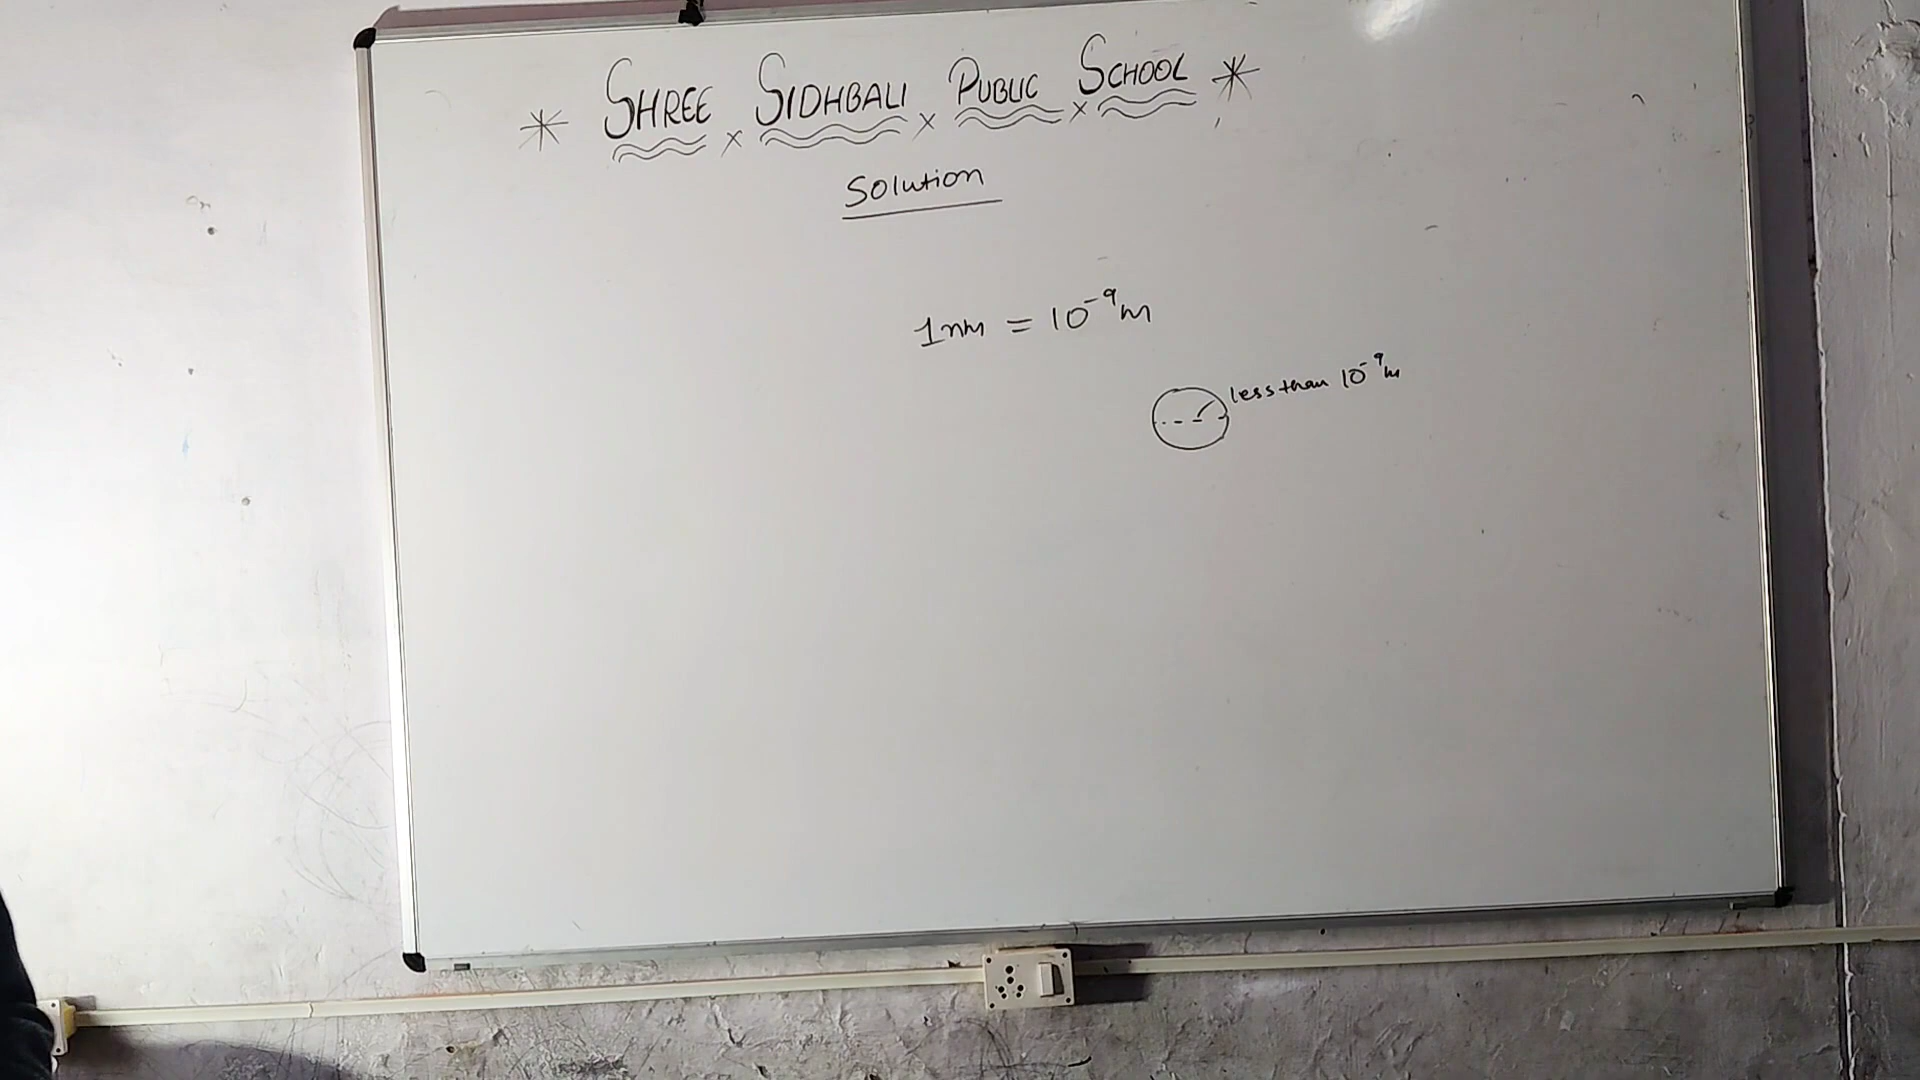 * SHREE x SIDHBALI x PUBLIC x SCHOOL *
Solution
1nm = 10⁻⁹m
less than 10⁻⁹m